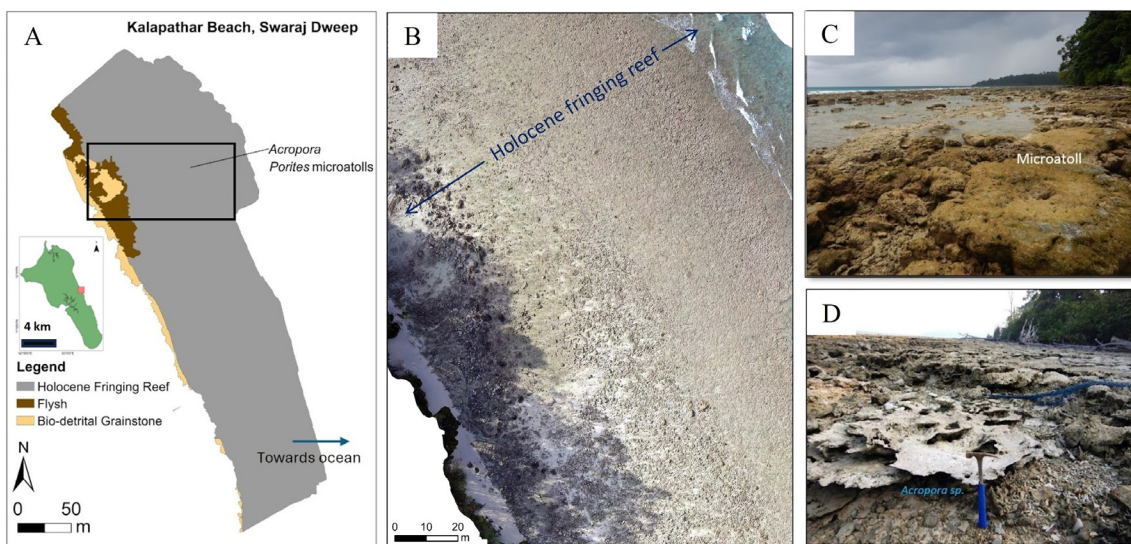 A
Kalapathar Beach, Swaraj Dweep
Acropora
Porites microatolls
4 km
Legend
Holocene Fringing Reef
Flysh
Bio-detrital Grainstone
N
Towards ocean
0 50
m
B
Holocene fringing reef
0 10 20
m
C
Microatoll
D
Acropora sp.